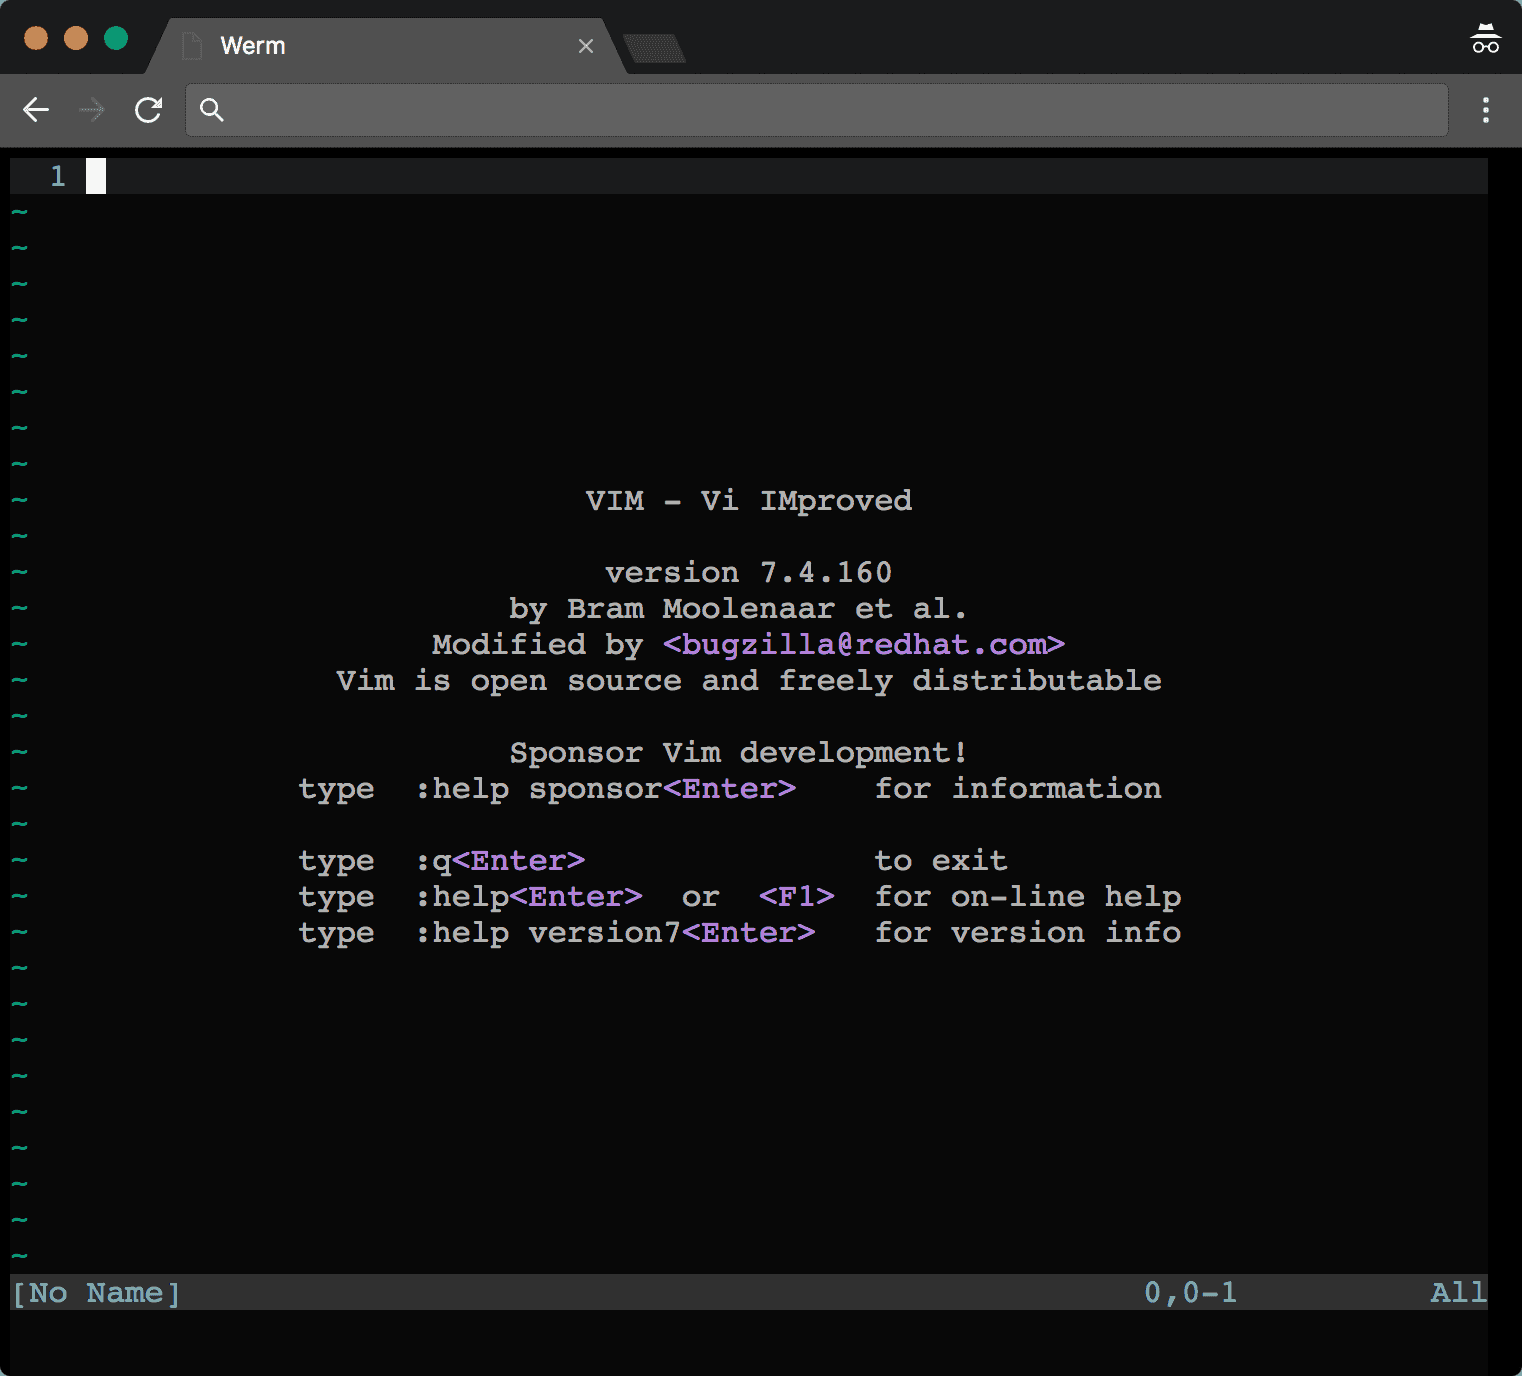 Werm
1
~
~
~
~
~
~
~
~
~ VIM - Vi IMproved
~
~ version 7.4.160
~ by Bram Moolenaar et al.
~ Modified by <bugzilla@redhat.com>
~ Vim is open source and freely distributable
~
~ Sponsor Vim development!
~ type  :help sponsor<Enter>    for information
~
~ type  :q<Enter>               to exit
~ type  :help<Enter>  or  <F1>  for on-line help
~ type  :help version7<Enter>   for version info
~
~
~
~
~
~
~
~
~
[No Name] 0,0-1 All